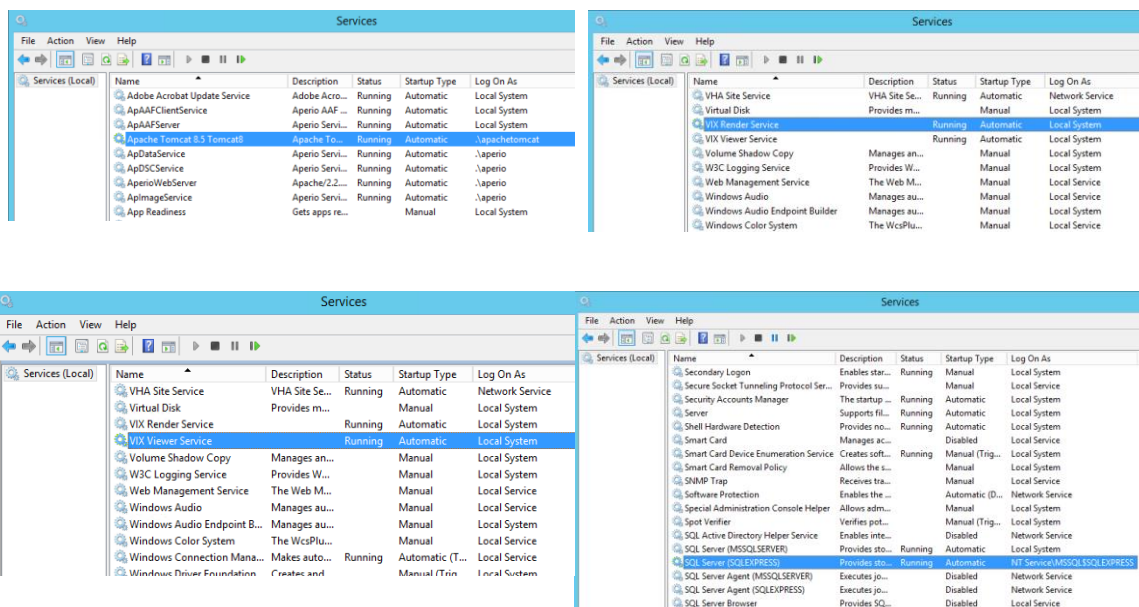 Services
File Action View Help
Services (Local)
Name Description Status Startup Type Log On As
Adobe Acrobat Update Service Adobe Acro... Running Automatic Local System
ApAAFClientService Aperio AAF ... Running Automatic Local System
ApAAFServer Aperio Servi... Running Automatic Local System
Apache Tomcat 8.5 Tomcat8 Apache To... Running Automatic .\apachetomcat
ApDataService Aperio Servi... Running Automatic .\aperio
ApDSCService Aperio Servi... Running Automatic .\aperio
AperioWebServer Apache/2.2.... Running Automatic .\aperio
ApImageService Aperio Servi... Running Automatic .\aperio
App Readiness Gets apps re... Manual Local System
Services
File Action View Help
Services (Local)
Name Description Status Startup Type Log On As
VHA Site Service VHA Site Se... Running Automatic Network Service
Virtual Disk Provides m... Manual Local System
VIX Render Service Running Automatic Local System
VIX Viewer Service Running Automatic Local System
Volume Shadow Copy Manages an... Manual Local System
W3C Logging Service Provides W... Manual Local System
Web Management Service The Web M... Manual Local Service
Windows Audio Manages au... Manual Local Service
Windows Audio Endpoint Builder Manages au... Manual Local System
Windows Color System The WcsPlu... Manual Local Service
Services
File Action View Help
Services (Local)
Name Description Status Startup Type Log On As
VHA Site Service VHA Site Se... Running Automatic Network Service
Virtual Disk Provides m... Manual Local System
VIX Render Service Running Automatic Local System
VIX Viewer Service Running Automatic Local System
Volume Shadow Copy Manages an... Manual Local System
W3C Logging Service Provides W... Manual Local System
Web Management Service The Web M... Manual Local Service
Windows Audio Manages au... Manual Local Service
Windows Audio Endpoint B... Manages au... Manual Local System
Windows Color System The WcsPlu... Manual Local Service
Windows Connection Mana... Makes auto... Running Automatic (T... Local Service
Windows Driver Foundation Creates and Manual (Trig Local System
Services
File Action View Help
Services (Local)
Name Description Status Startup Type Log On As
Secondary Logon Enables star... Running Manual Local System
Secure Socket Tunneling Protocol Ser... Provides su... Manual Local Service
Security Accounts Manager The startup ... Running Automatic Local System
Server Supports fil... Running Automatic Local System
Shell Hardware Detection Provides no... Running Automatic Local System
Smart Card Manages ac... Disabled Local Service
Smart Card Device Enumeration Service Creates soft... Running Manual (Trig... Local System
Smart Card Removal Policy Allows the s... Manual Local System
SNMP Trap Receives tra... Manual Local Service
Software Protection Enables the ... Automatic (D... Network Service
Special Administration Console Helper Allows adm... Manual Local System
Spot Verifier Verifies pot... Manual (Trig... Local System
SQL Active Directory Helper Service Enables inte... Disabled Network Service
SQL Server (MSSQLSERVER) Provides sto... Running Automatic Local System
SQL Server (SQLEXPRESS) Provides sto... Running Automatic NT Service\MSSQL$SQLEXPRESS
SQL Server Agent (MSSQLSERVER) Executes jo... Disabled Network Service
SQL Server Agent (SQLEXPRESS) Executes jo... Disabled Network Service
SQL Server Browser Provides SQ... Disabled Local Service